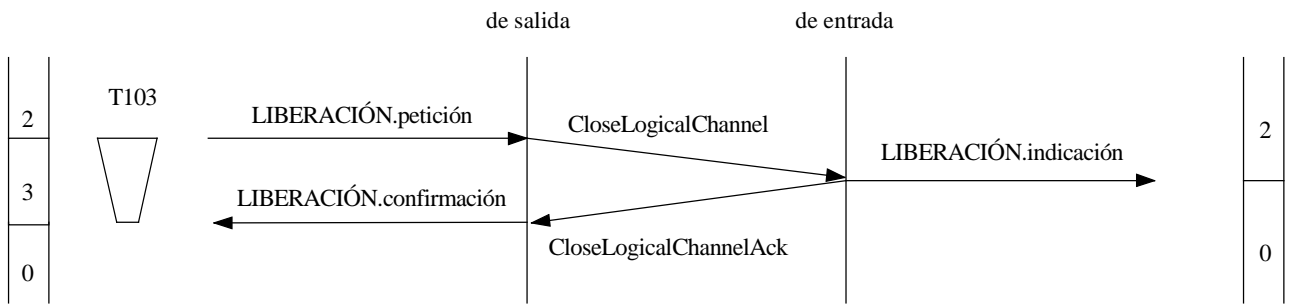 de salida
de entrada
T103
2
LIBERACIÓN.petición
CloseLogicalChannel
2
LIBERACIÓN.indicación
3
LIBERACIÓN.confirmación
CloseLogicalChannelAck
0
0